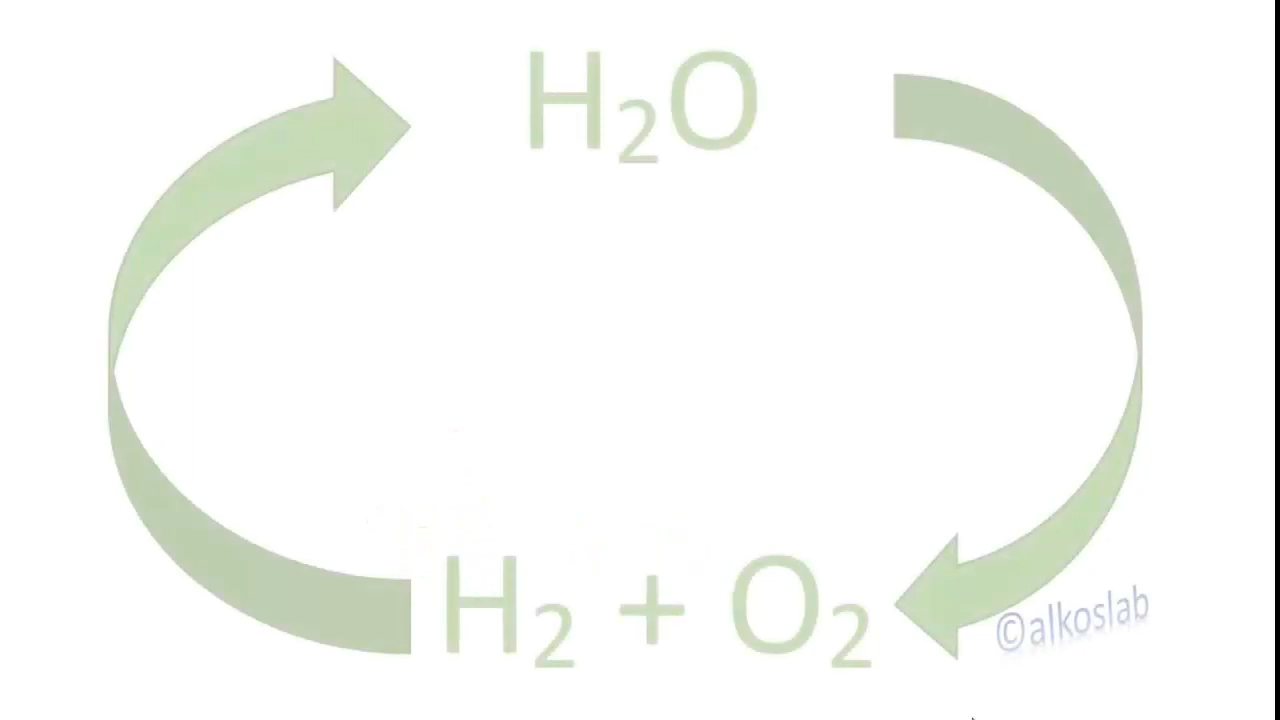 H₂O
H₂ + O₂
©alkoslab